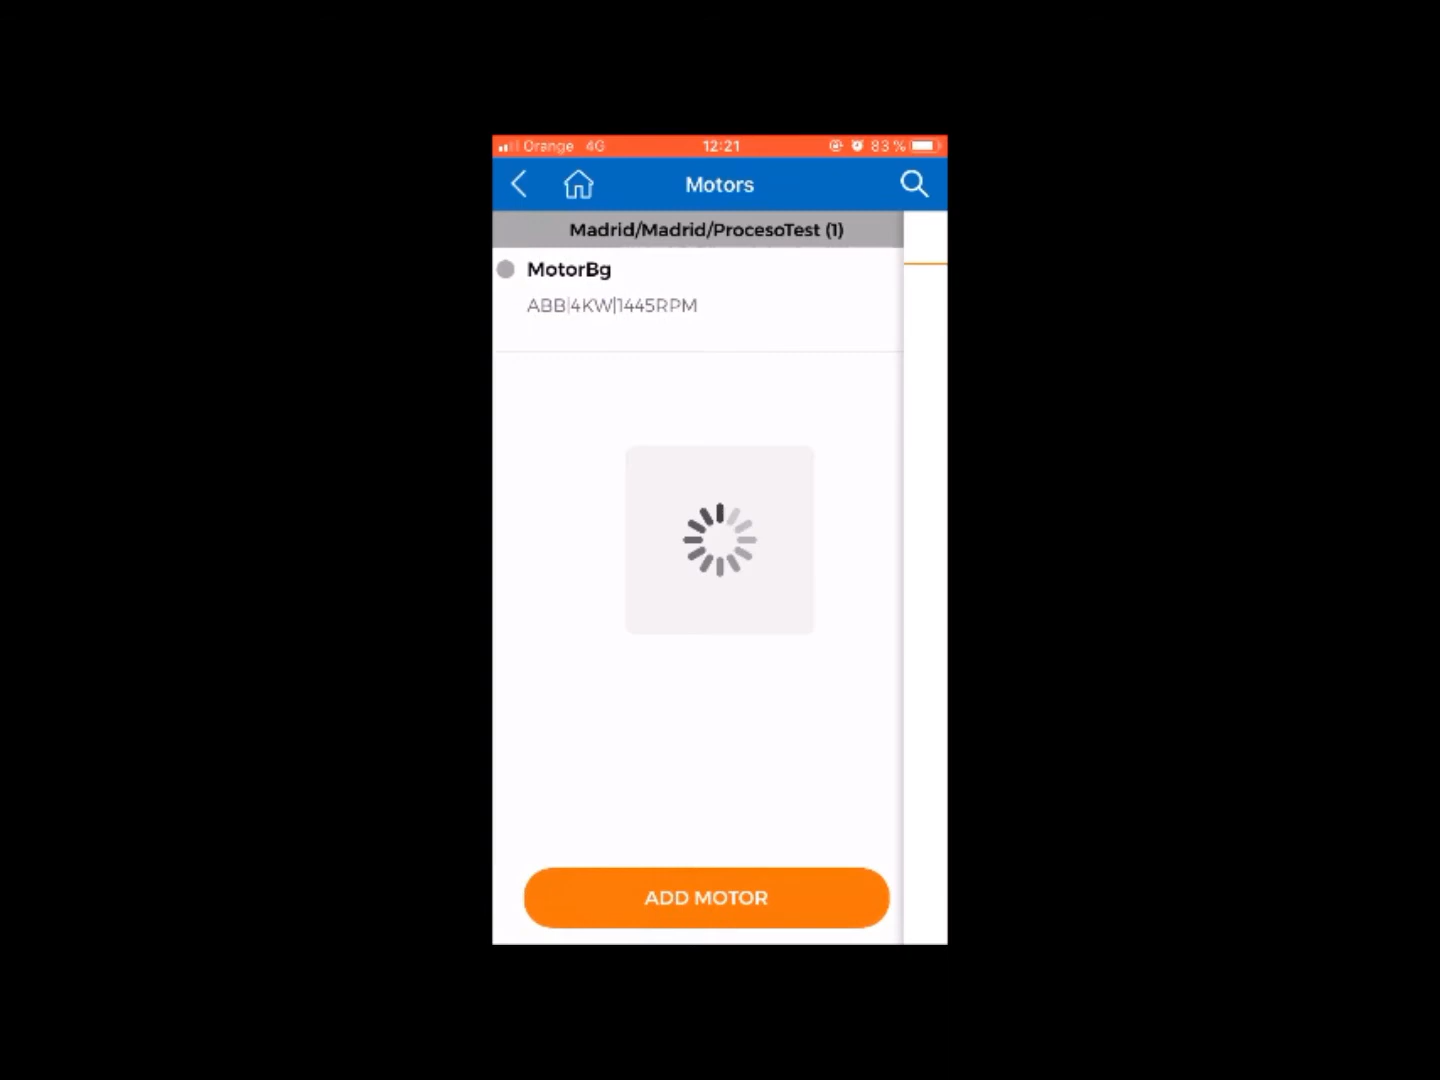 Orange 4G 12:21 83%
Motors
Madrid/Madrid/ProcesoTest (1)
MotorBg
ABB|4KW|1445RPM
ADD MOTOR